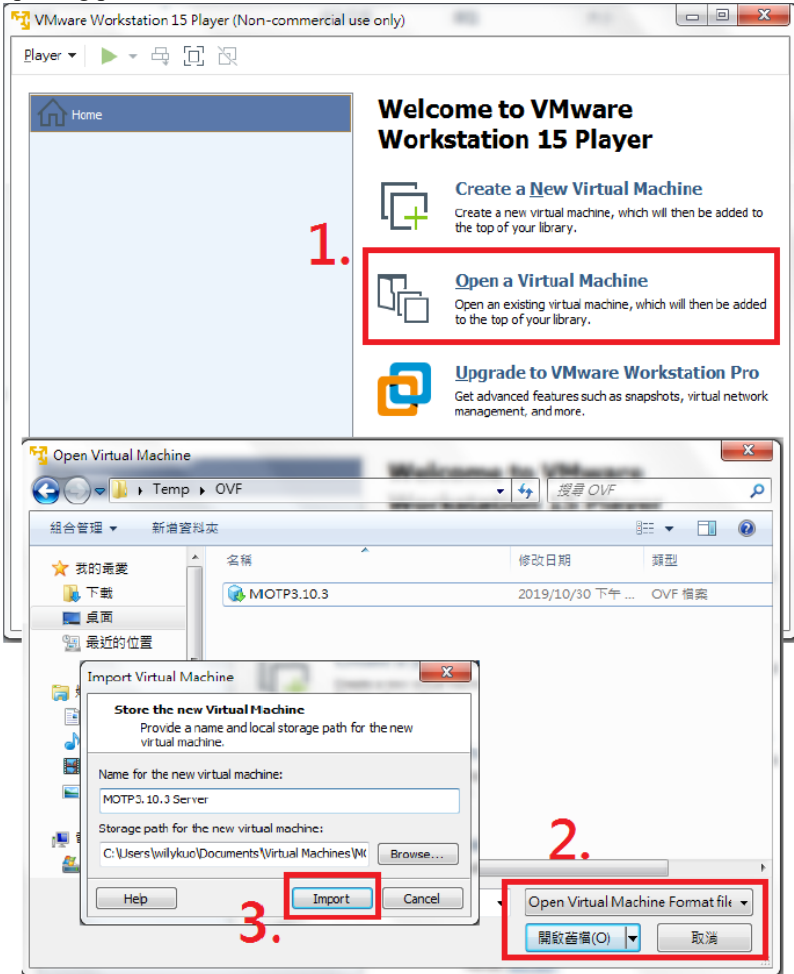 VMware Workstation 15 Player (Non-commercial use only)
Player
Home
Welcome to VMware
Workstation 15 Player
Create a New Virtual Machine
Create a new virtual machine, which will then be added to
the top of your library.
1.
Open a Virtual Machine
Open an existing virtual machine, which will then be added
to the top of your library.
Upgrade to VMware Workstation Pro
Get advanced features such as snapshots, virtual network
management, and more.
Open Virtual Machine
Temp OVF
搜尋 OVF
組合管理 新增資料夾
我的最愛
下載
桌面
最近的位置
名稱 修改日期 類型
MOTP3.10.3 2019/10/30 下午 ... OVF 檔案
Import Virtual Machine
Store the new Virtual Machine
Provide a name and local storage path for the new
virtual machine.
Name for the new virtual machine:
MOTP3.10.3 Server
Storage path for the new virtual machine:
C:\Users\willykuo\Documents\Virtual Machines\MO
Browse...
Help Import Cancel
3.
2.
Open Virtual Machine Format file
開啟舊檔(O) 取消